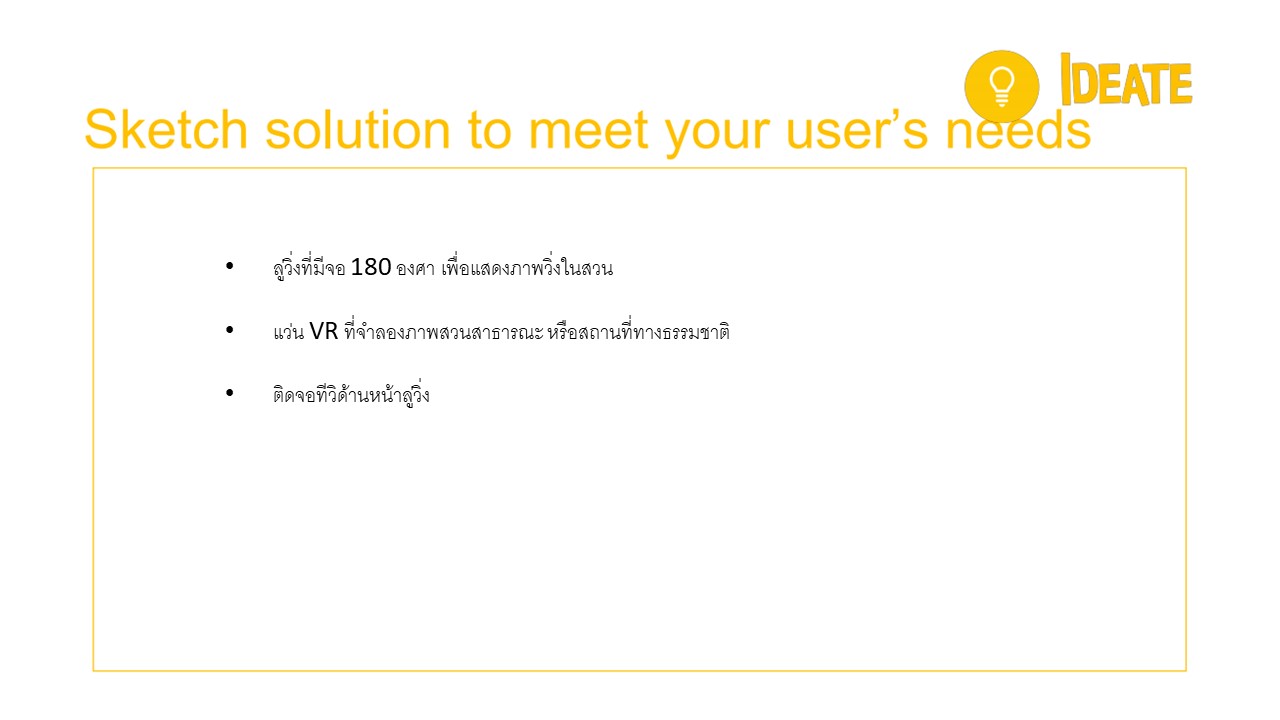 IDEATE
Sketch solution to meet your user’s needs
• ลู่วิ่งที่มีจอ 180 องศา เพื่อแสดงภาพวิ่งในสวน
• แว่น VR ที่จำลองภาพสวนสาธารณะ หรือสถานที่ทางธรรมชาติ
• ติดจอทีวีด้านหน้าลู่วิ่ง